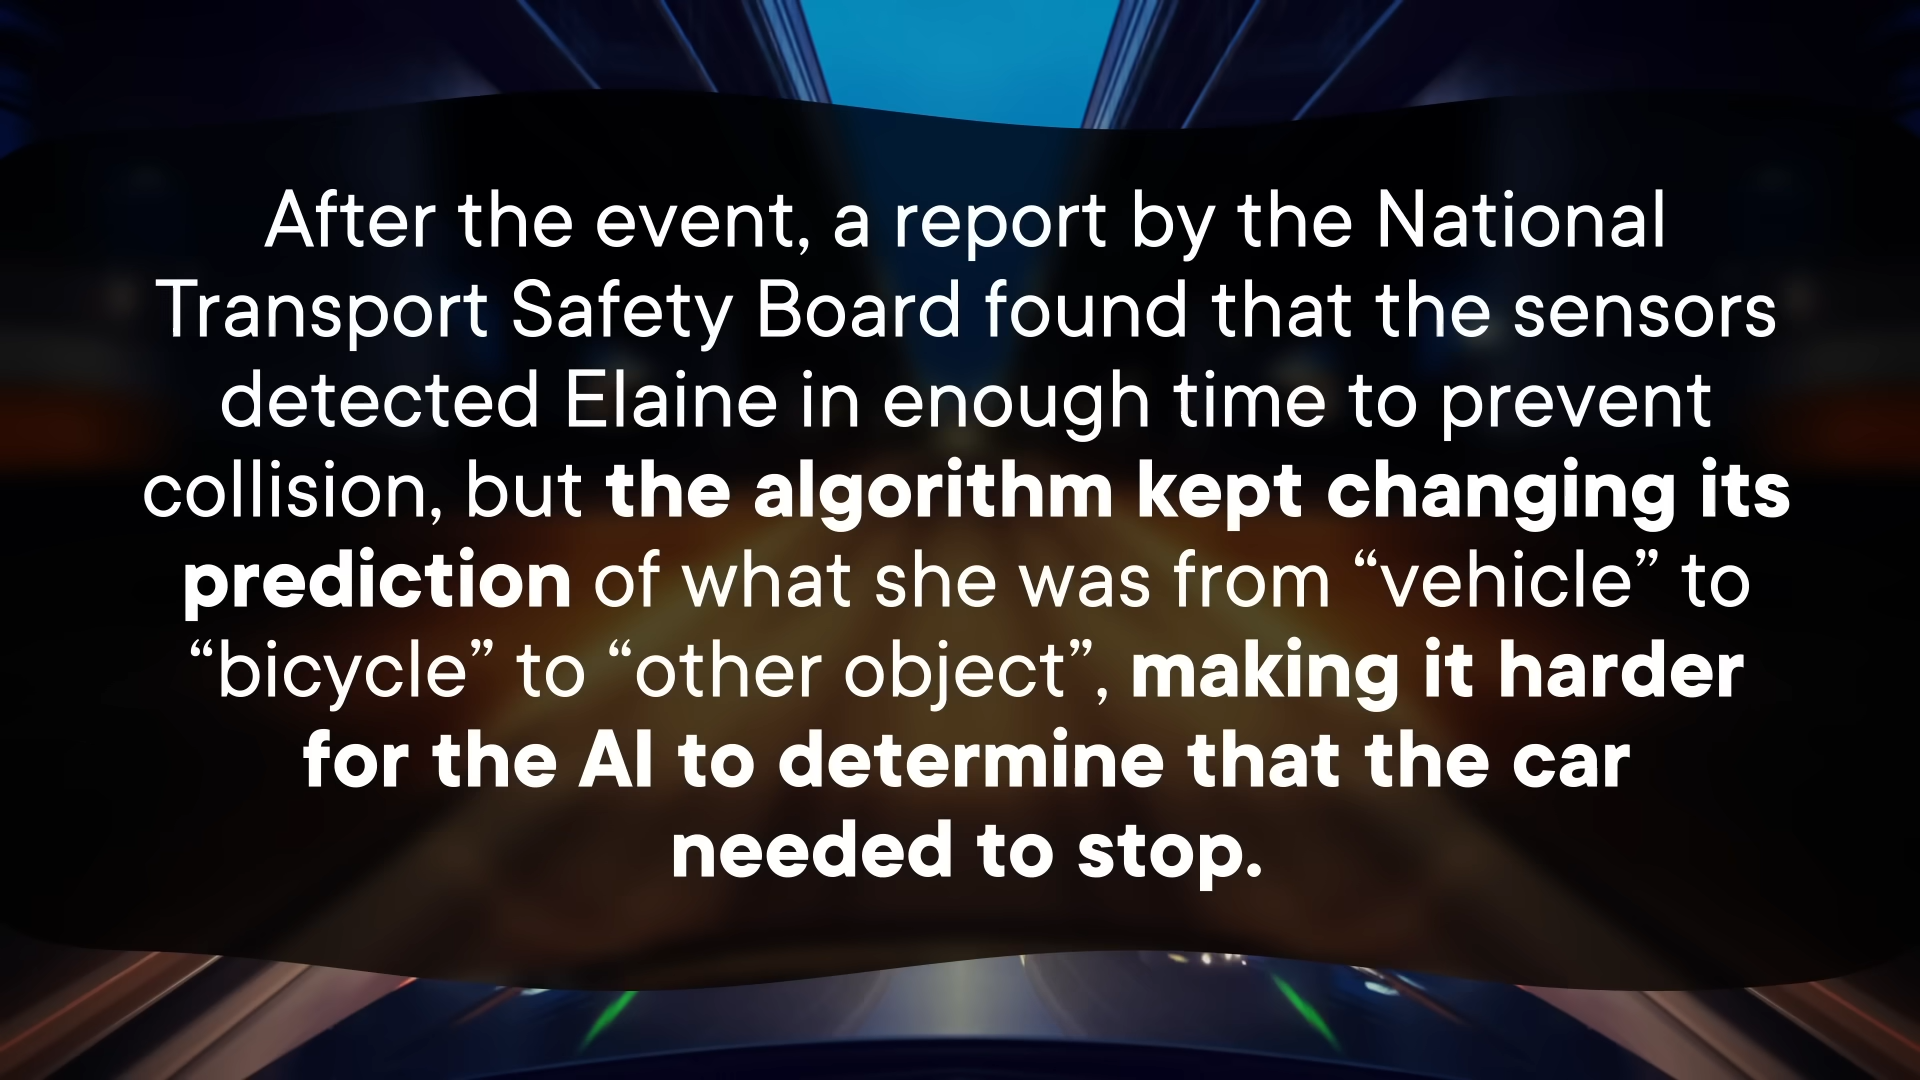 After the event, a report by the National
Transport Safety Board found that the sensors
detected Elaine in enough time to prevent
collision, but the algorithm kept changing its
prediction of what she was from “vehicle” to
“bicycle” to “other object”, making it harder
for the AI to determine that the car
needed to stop.